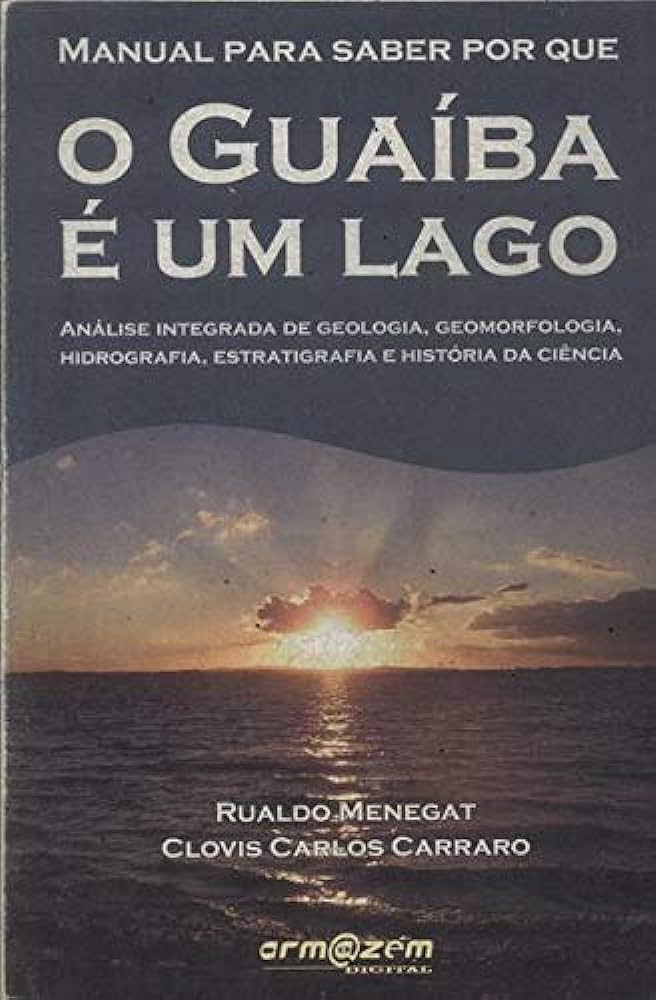 MANUAL PARA SABER POR QUE
O GUAÍBA
É UM LAGO
ANÁLISE INTEGRADA DE GEOLOGIA, GEOMORFOLOGIA,
HIDROGRAFIA, ESTRATIGRAFIA E HISTÓRIA DA CIÊNCIA
RUALDO MENEGAT
CLOVIS CARLOS CARRARO
arm@zém
DIGITAL